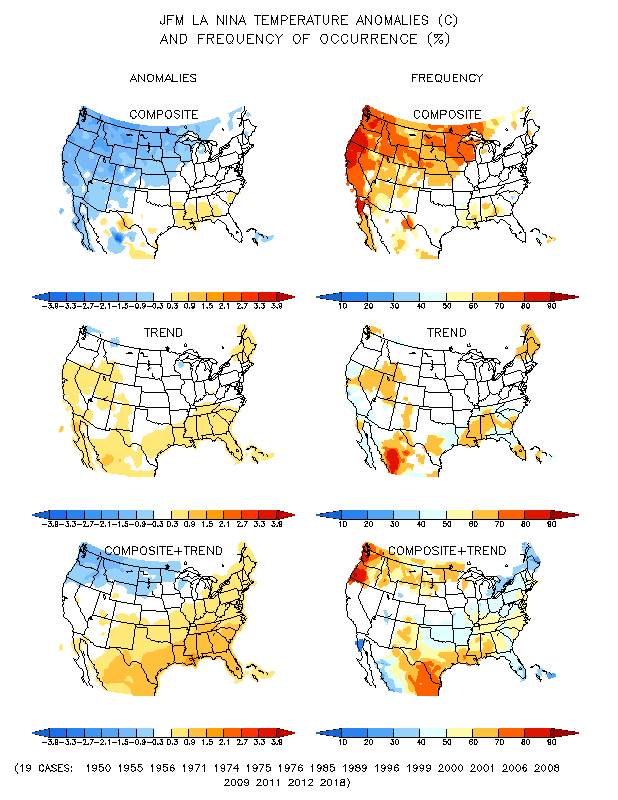 JFM LA NINA TEMPERATURE ANOMALIES (C)
AND FREQUENCY OF OCCURRENCE (%)
ANOMALIES FREQUENCY
COMPOSITE COMPOSITE
-3.9 -3.3 -2.7 -2.1 -1.5 -0.9 -0.3 0.3 0.9 1.5 2.1 2.7 3.3 3.9 10 20 30 40 50 60 70 80 90
TREND TREND
-3.9 -3.3 -2.7 -2.1 -1.5 -0.9 -0.3 0.3 0.9 1.5 2.1 2.7 3.3 3.9 10 20 30 40 50 60 70 80 90
COMPOSITE+TREND COMPOSITE+TREND
-3.9 -3.3 -2.7 -2.1 -1.5 -0.9 -0.3 0.3 0.9 1.5 2.1 2.7 3.3 3.9 10 20 30 40 50 60 70 80 90
(19 CASES: 1950 1955 1956 1971 1974 1975 1976 1985 1989 1996 1999 2000 2001 2006 2008
2009 2011 2012 2018)